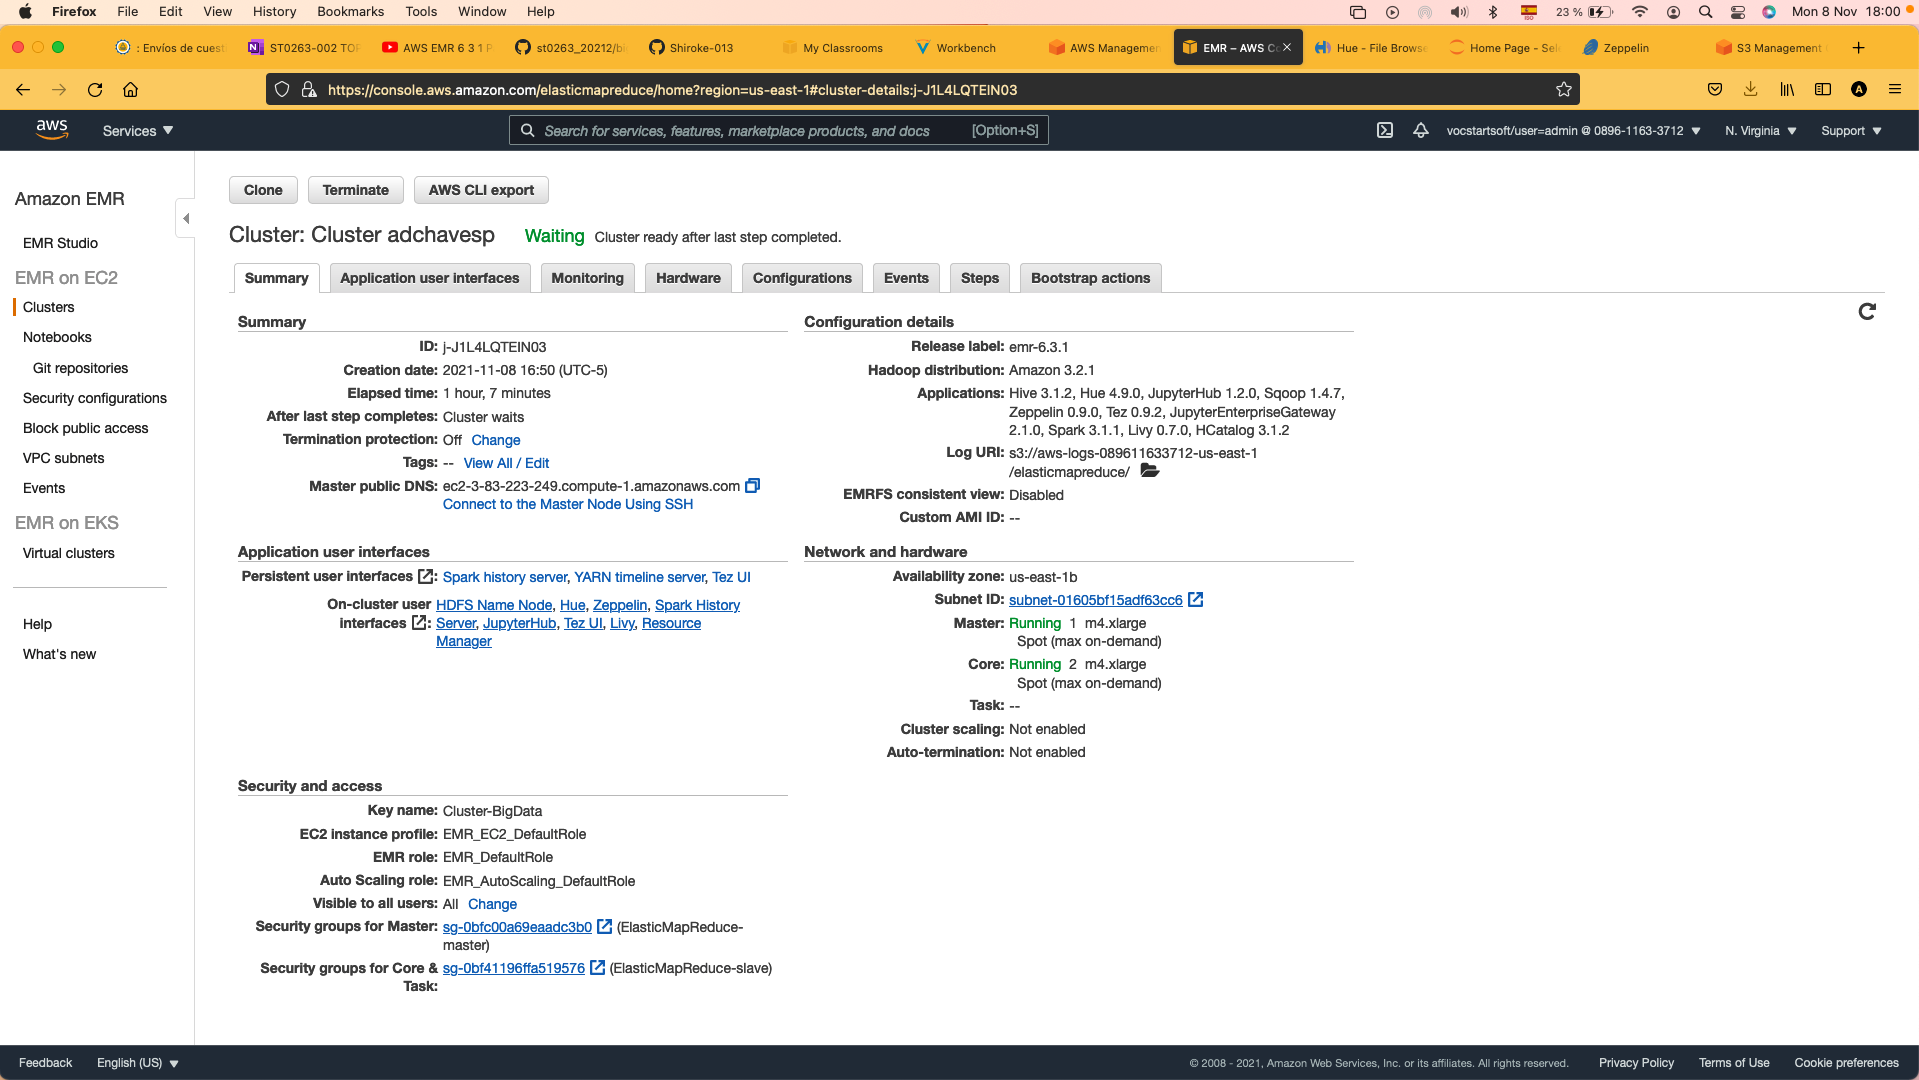 Firefox File Edit View History Bookmarks Tools Window Help 23 % Mon 8 Nov 18:00
: Envíos de cuest ST0263-002 TOP AWS EMR 6 3 1 P st0263_20212/bi Shiroke-013 My Classrooms Workbench AWS Managemen EMR – AWS Co Hue - File Browse Home Page - Sel Zeppelin S3 Management
https://console.aws.amazon.com/elasticmapreduce/home?region=us-east-1#cluster-details:j-J1L4LQTEIN03 A
aws Services Search for services, features, marketplace products, and docs [Option+S] vocstartsoft/user=admin @ 0896-1163-3712 N. Virginia Support
Amazon EMR
EMR Studio
EMR on EC2
Clusters
Notebooks
Git repositories
Security configurations
Block public access
VPC subnets
Events
EMR on EKS
Virtual clusters
Help
What's new
Clone Terminate AWS CLI export
Cluster: Cluster adchavesp Waiting Cluster ready after last step completed.
Summary Application user interfaces Monitoring Hardware Configurations Events Steps Bootstrap actions
Summary
ID: j-J1L4LQTEIN03
Creation date: 2021-11-08 16:50 (UTC-5)
Elapsed time: 1 hour, 7 minutes
After last step completes: Cluster waits
Termination protection: Off Change
Tags: -- View All / Edit
Master public DNS: ec2-3-83-223-249.compute-1.amazonaws.com
Connect to the Master Node Using SSH
Configuration details
Release label: emr-6.3.1
Hadoop distribution: Amazon 3.2.1
Applications: Hive 3.1.2, Hue 4.9.0, JupyterHub 1.2.0, Sqoop 1.4.7,
Zeppelin 0.9.0, Tez 0.9.2, JupyterEnterpriseGateway
2.1.0, Spark 3.1.1, Livy 0.7.0, HCatalog 3.1.2
Log URI: s3://aws-logs-089611633712-us-east-1
/elasticmapreduce/
EMRFS consistent view: Disabled
Custom AMI ID: --
Application user interfaces
Persistent user interfaces : Spark history server, YARN timeline server, Tez UI
On-cluster user HDFS Name Node, Hue, Zeppelin, Spark History
interfaces : Server, JupyterHub, Tez UI, Livy, Resource
Manager
Network and hardware
Availability zone: us-east-1b
Subnet ID: subnet-01605bf15adf63cc6
Master: Running 1 m4.xlarge
Spot (max on-demand)
Core: Running 2 m4.xlarge
Spot (max on-demand)
Task: --
Cluster scaling: Not enabled
Auto-termination: Not enabled
Security and access
Key name: Cluster-BigData
EC2 instance profile: EMR_EC2_DefaultRole
EMR role: EMR_DefaultRole
Auto Scaling role: EMR_AutoScaling_DefaultRole
Visible to all users: All Change
Security groups for Master: sg-0bfc00a69eaadc3b0 (ElasticMapReduce-
master)
Security groups for Core & sg-0bf41196ffa519576 (ElasticMapReduce-slave)
Task:
Feedback English (US) © 2008 - 2021, Amazon Web Services, Inc. or its affiliates. All rights reserved. Privacy Policy Terms of Use Cookie preferences